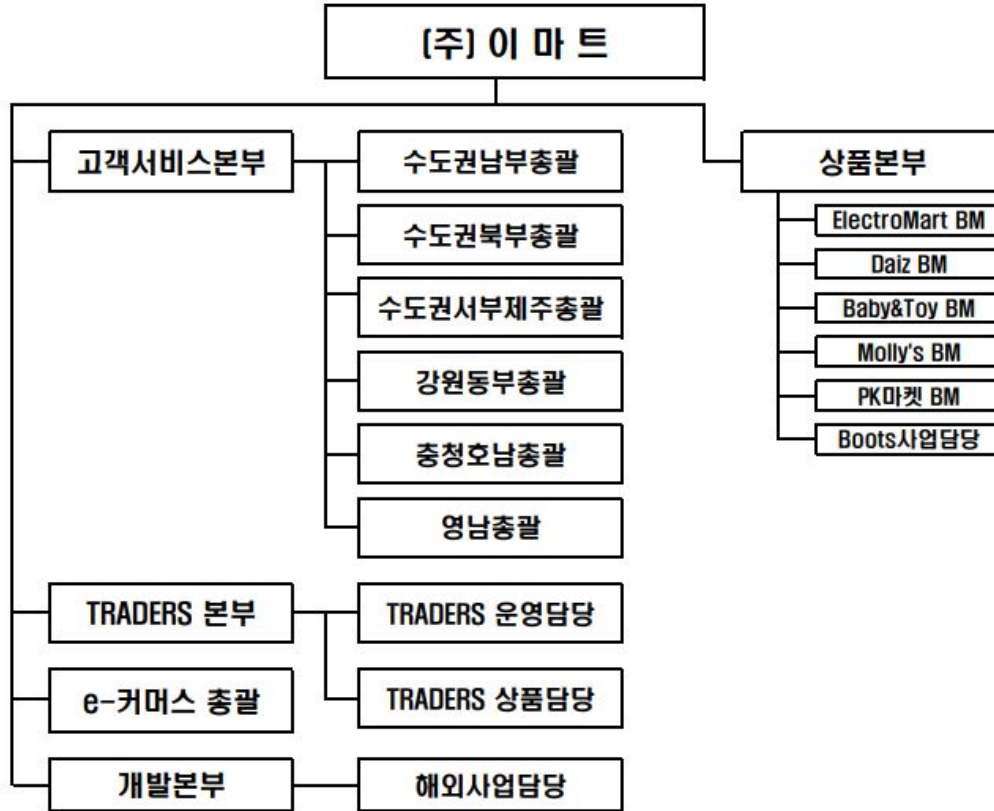 (주) 이 마 트
고객서비스본부
수도권남부총괄
수도권북부총괄
수도권서부제주총괄
강원동부총괄
충청호남총괄
영남총괄
TRADERS 본부
TRADERS 운영담당
TRADERS 상품담당
e-커머스 총괄
개발본부
해외사업담당
상품본부
ElectroMart BM
Daiz BM
Baby&Toy BM
Molly's BM
PK마켓 BM
Boots사업담당